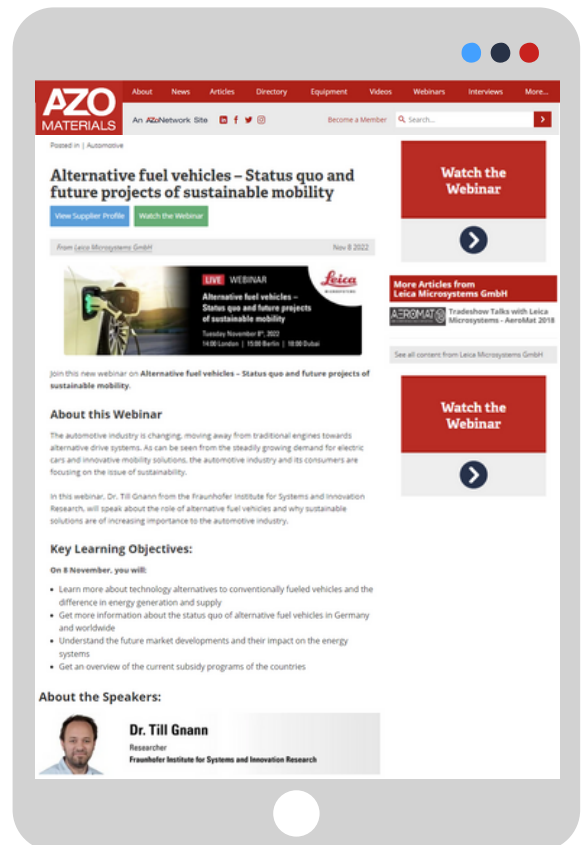 AZO
MATERIALS
About News Articles Directory Equipment Videos Webinars Interviews More...
An AZoNetwork Site
Become a Member
Search...
Posted in | Automotive
Alternative fuel vehicles – Status quo and
future projects of sustainable mobility
View Supplier Profile Watch the Webinar
From Leica Microsystems GmbH Nov 8 2022
LIVE WEBINAR
Leica
MICROSYSTEMS
Alternative fuel vehicles –
Status quo and future projects
of sustainable mobility
Tuesday November 8th, 2022
14:00 London | 15:00 Berlin | 18:00 Dubai
Join this new webinar on Alternative fuel vehicles – Status quo and future projects of
sustainable mobility.
About this Webinar
The automotive industry is changing, moving away from traditional engines towards
alternative drive systems. As can be seen from the steadily growing demand for electric
cars and innovative mobility solutions, the automotive industry and its consumers are
focusing on the issue of sustainability.
In this webinar, Dr. Till Gnann from the Fraunhofer Institute for Systems and Innovation
Research, will speak about the role of alternative fuel vehicles and why sustainable
solutions are of increasing importance to the automotive industry.
Key Learning Objectives:
On 8 November, you will:
• Learn more about technology alternatives to conventionally fueled vehicles and the
difference in energy generation and supply
• Get more information about the status quo of alternative fuel vehicles in Germany
and worldwide
• Understand the future market developments and their impact on the energy
systems
• Get an overview of the current subsidy programs of the countries
About the Speakers:
Dr. Till Gnann
Researcher
Fraunhofer Institute for Systems and Innovation Research
Watch the
Webinar
More Articles from
Leica Microsystems GmbH
AEROMAT
Tradeshow Talks with Leica
Microsystems - AeroMat 2018
See all content from Leica Microsystems GmbH
Watch the
Webinar